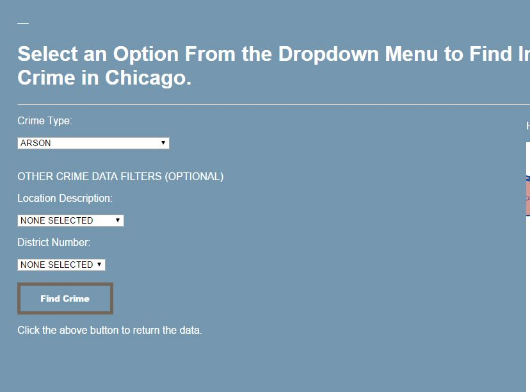 Select an Option From the Dropdown Menu to Find
Crime in Chicago.
Crime Type:
ARSON
OTHER CRIME DATA FILTERS (OPTIONAL)
Location Description:
NONE SELECTED
District Number:
NONE SELECTED
Find Crime
Click the above button to return the data.